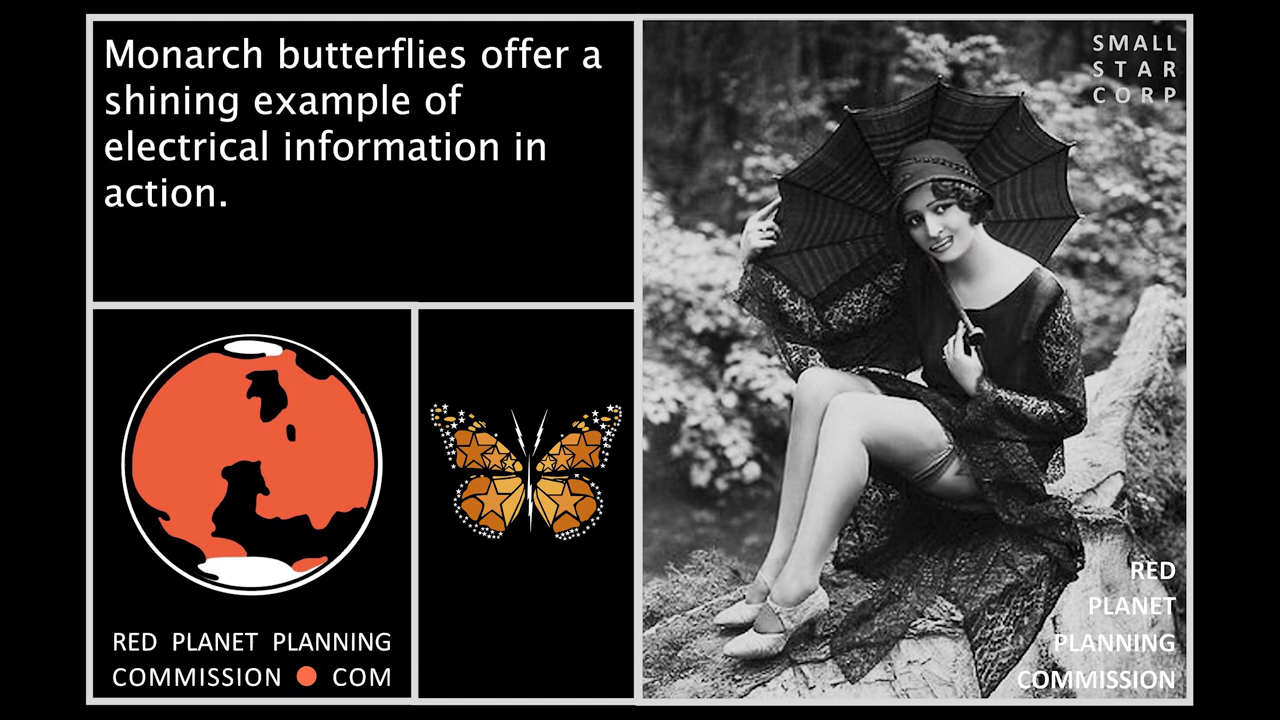 Monarch butterflies offer a
shining example of
electrical information in
action.
RED PLANET PLANNING
COMMISSION COM
SMALL
STAR
CORP
RED
PLANET
PLANNING
COMMISSION